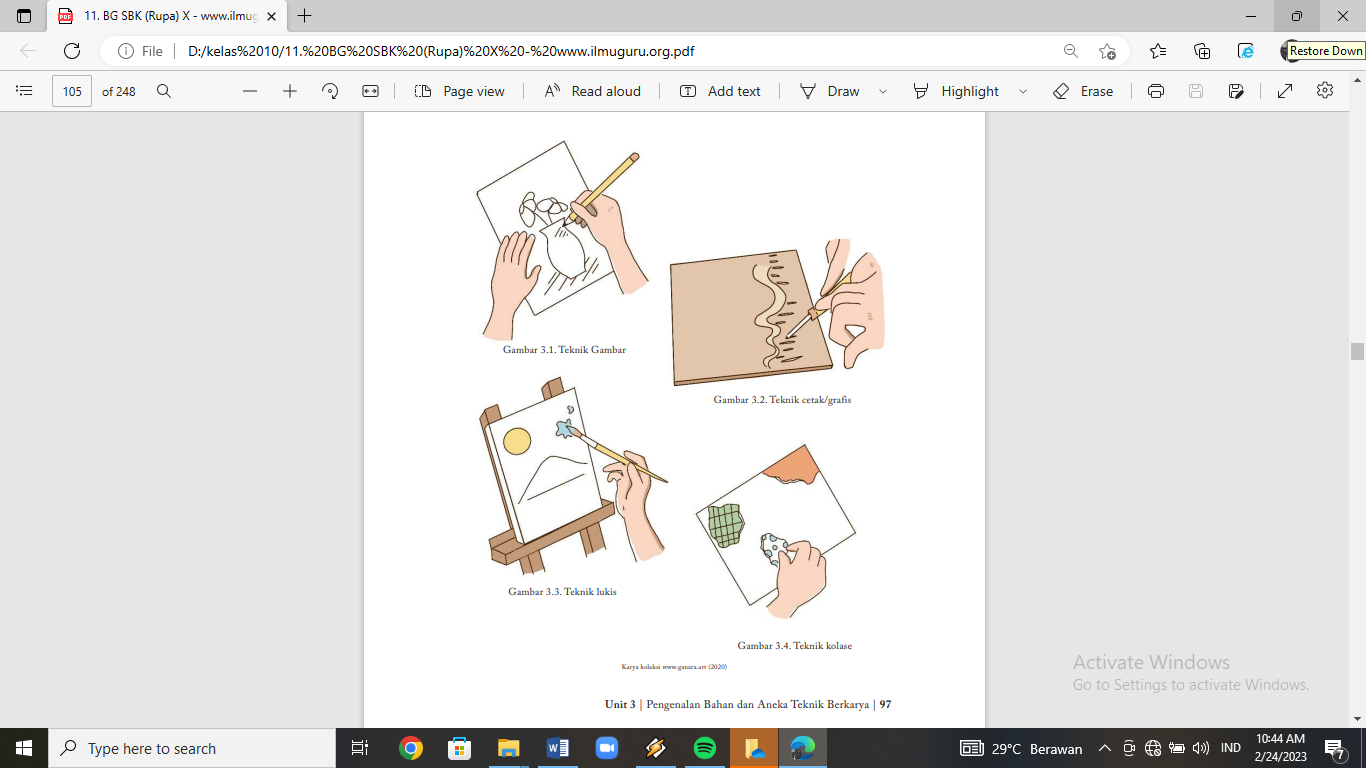 11. BG SBK (Rupa) X - www.ilmug
File
D:/kelas%2010/11.%20BG%20SBK%20(Rupa)%20X%20-%20www.ilmuguru.org.pdf
Restore Down
105 of 248
Page view
Read aloud
Add text
Draw
Highlight
Erase
Gambar 3.1. Teknik Gambar
Gambar 3.2. Teknik cetak/grafis
Gambar 3.3. Teknik lukis
Gambar 3.4. Teknik kolase
Karya koleksi www.ganara.art (2020)
Unit 3 | Pengenalan Bahan dan Aneka Teknik Berkarya | 97
Activate Windows
Go to Settings to activate Windows.
Type here to search
29°C Berawan
IND
10:44 AM
2/24/2023
7